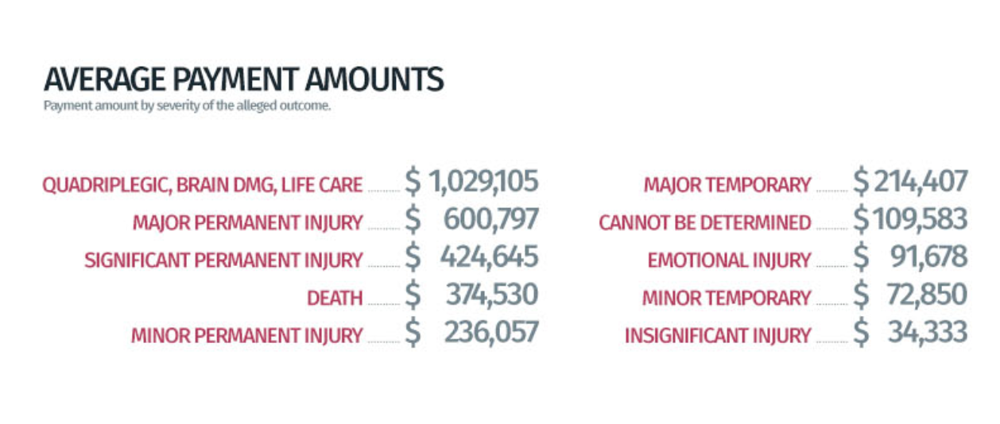 AVERAGE PAYMENT AMOUNTS
Payment amount by severity of the alleged outcome.
QUADRIPLEGIC, BRAIN DMG, LIFE CARE ........ $ 1,029,105
MAJOR PERMANENT INJURY ........ $ 600,797
SIGNIFICANT PERMANENT INJURY ........ $ 424,645
DEATH ........ $ 374,530
MINOR PERMANENT INJURY ........ $ 236,057
MAJOR TEMPORARY ........ $ 214,407
CANNOT BE DETERMINED ........ $ 109,583
EMOTIONAL INJURY ........ $ 91,678
MINOR TEMPORARY ........ $ 72,850
INSIGNIFICANT INJURY ........ $ 34,333